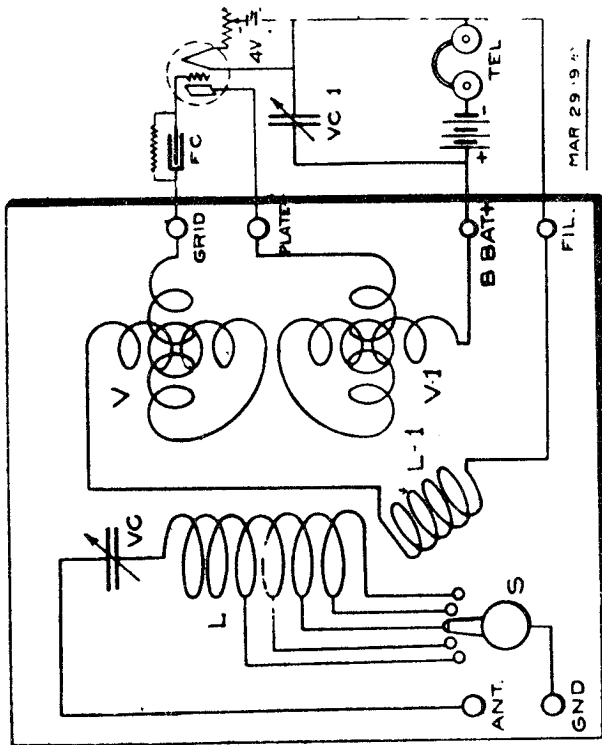 FC
4V
VC 1
TEL
-
+
GRID
PLATE
B BAT+
FIL.
V
V-1
L-1
VC
L
S
ANT.
GND